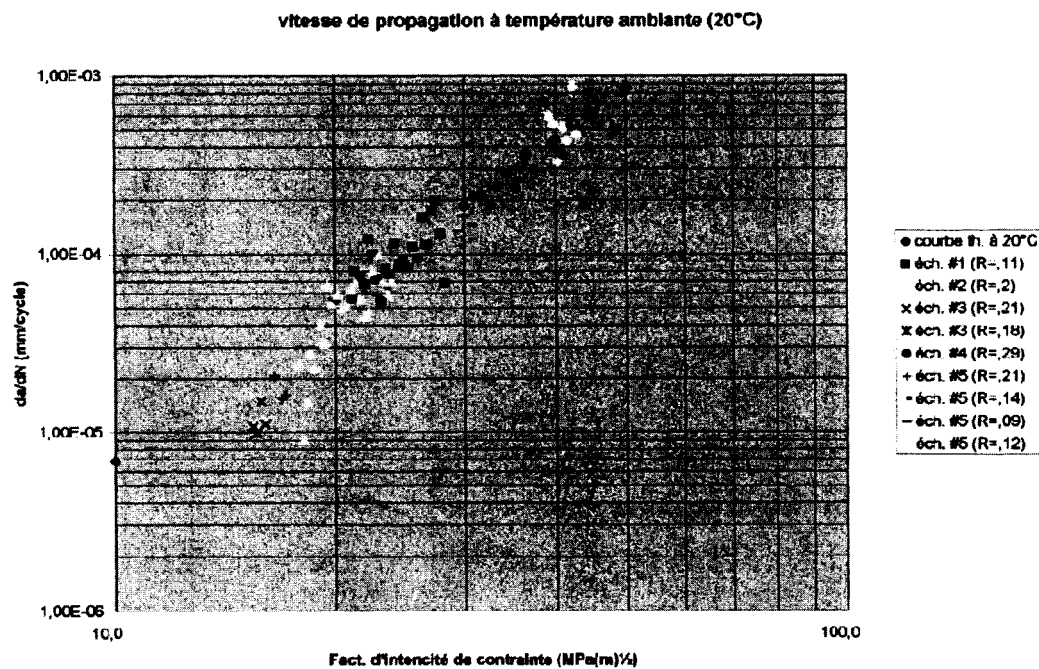 vitesse de propagation à température ambiante (20°C)
1,00E-03
1,00E-04
1,00E-05
1,00E-06
da/dN (mm/cycle)
10,0
100,0
Fact. d'intencité de contrainte (MPa(m)½)
courbe th. à 20°C
éch. #1 (R=,11)
éch. #2 (R=,2)
éch. #3 (R=,21)
éch. #3 (R=,18)
éch. #4 (R=,29)
éch. #5 (R=,21)
éch. #5 (R=,14)
éch. #5 (R=,09)
éch. #6 (R=,12)